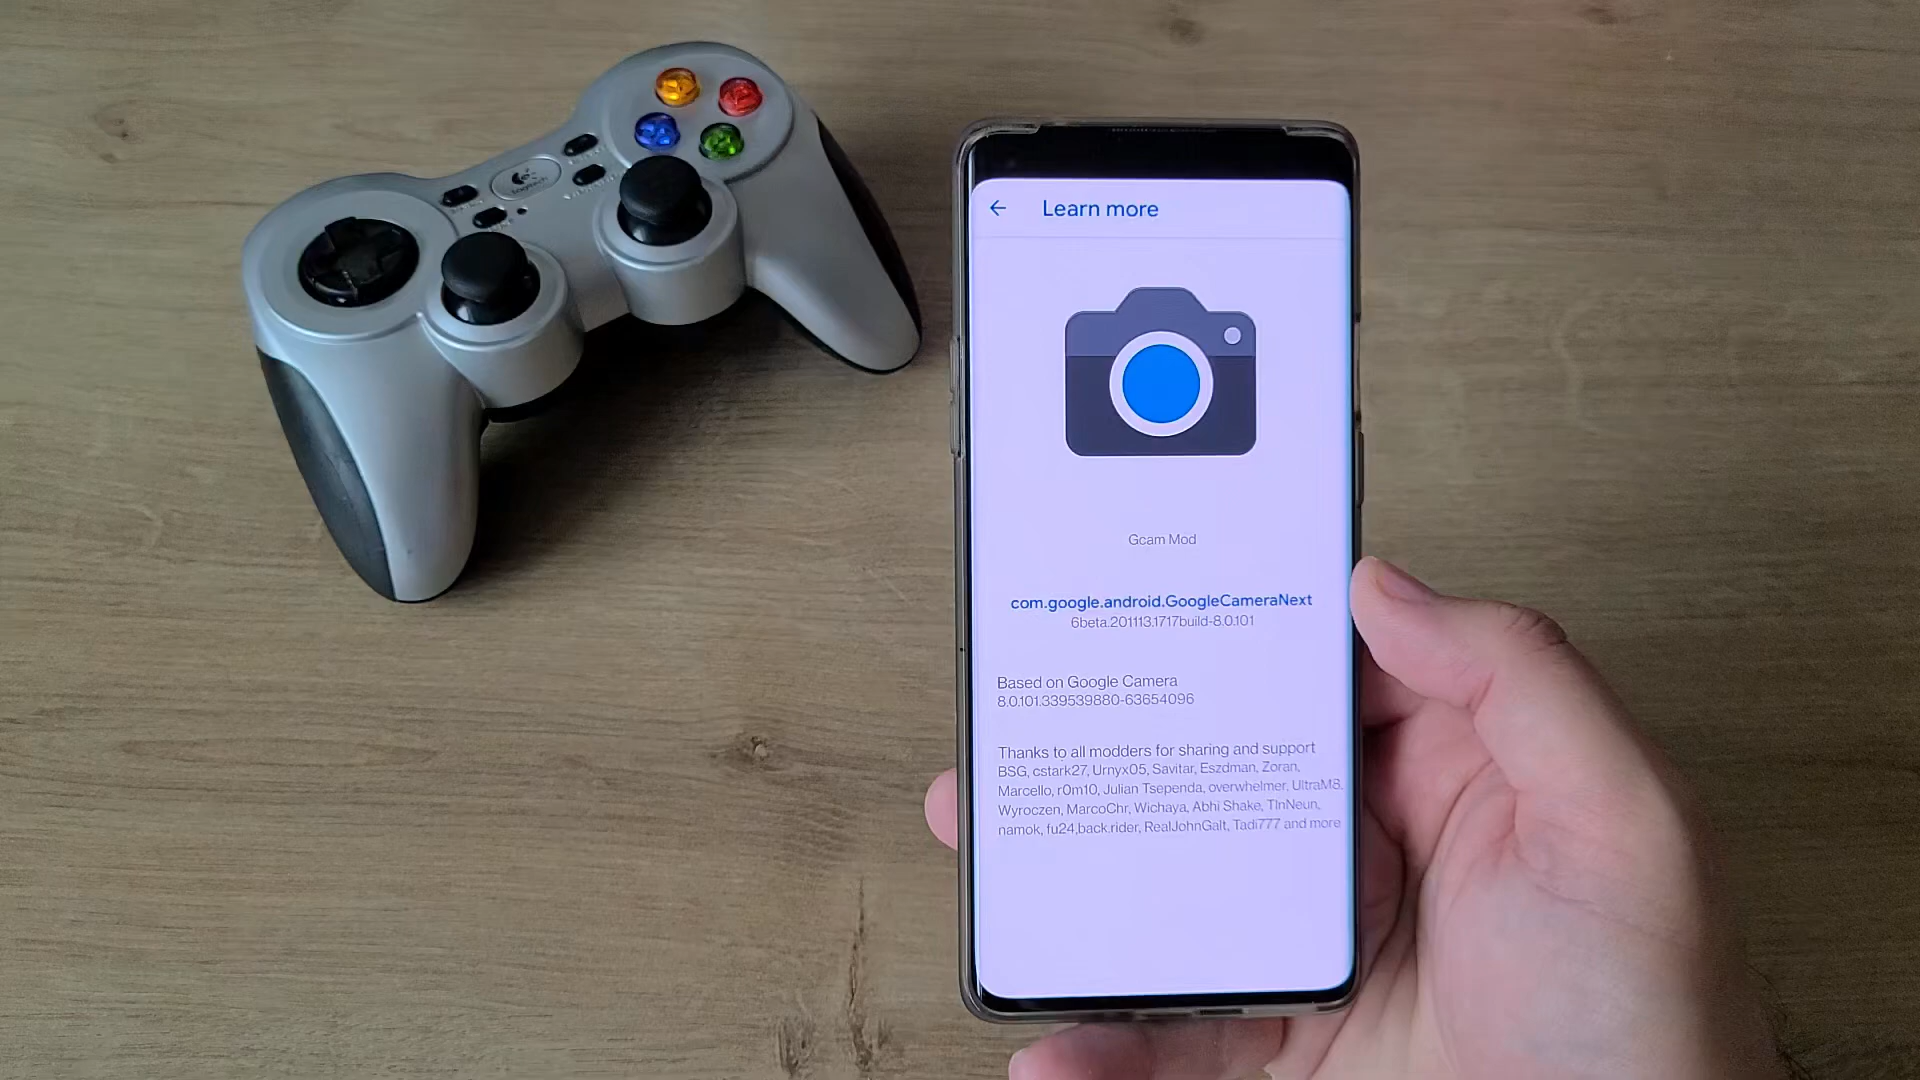 Logitech
Learn more
Gcam Mod
com.google.android.GoogleCameraNext
6beta.201113.1717build-8.0.101
Based on Google Camera
8.0.101.339539880-63654096
Thanks to all modders for sharing and support
BSG, cstark27, Urnyx05, Savitar, Eszdman, Zoran,
Marcello, r0m10, Julian Tsependa, overwhelmer, UltraM8,
Wyroczen, MarcoChr, Wichaya, Abhi Shake, TlnNeun,
namok, fu24,back.rider, RealJohnGalt, Tadi777 and more